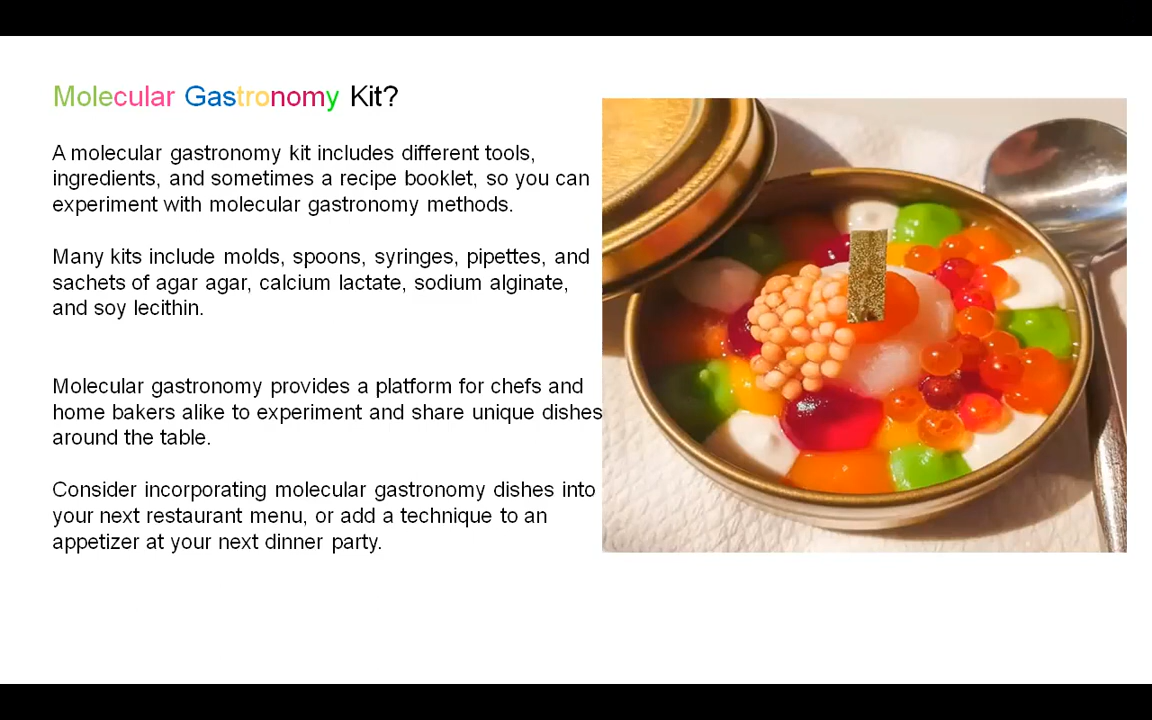 Molecular Gastronomy Kit?
A molecular gastronomy kit includes different tools,
ingredients, and sometimes a recipe booklet, so you can
experiment with molecular gastronomy methods.
Many kits include molds, spoons, syringes, pipettes, and
sachets of agar agar, calcium lactate, sodium alginate,
and soy lecithin.
Molecular gastronomy provides a platform for chefs and
home bakers alike to experiment and share unique dishes
around the table.
Consider incorporating molecular gastronomy dishes into
your next restaurant menu, or add a technique to an
appetizer at your next dinner party.